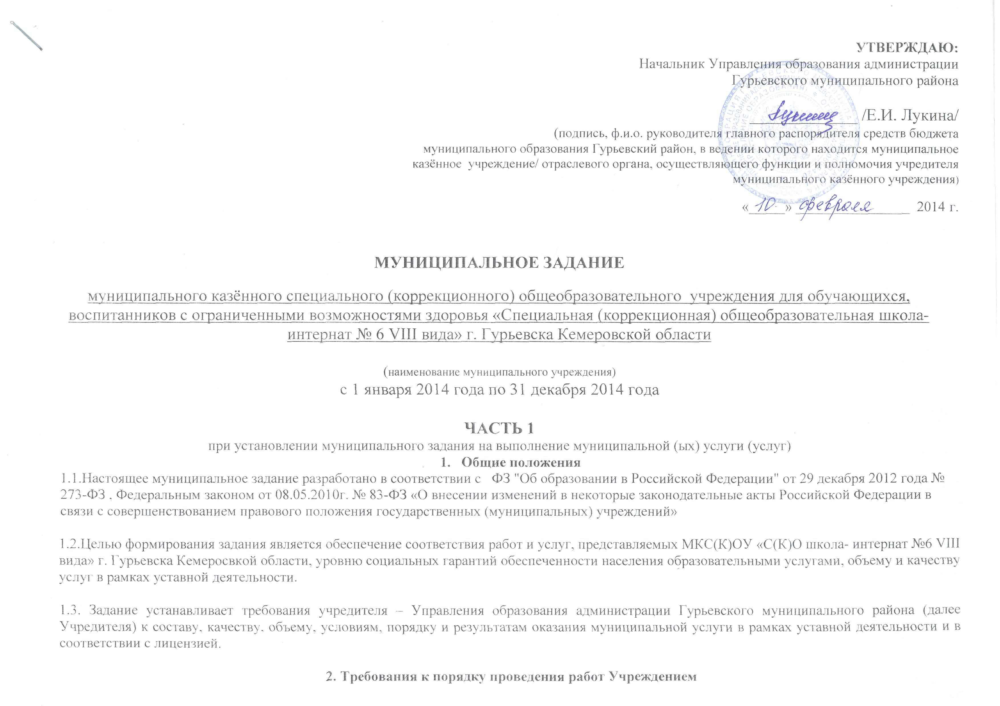 УТВЕРЖДАЮ:
Начальник Управления образования администрации
Гурьевского муниципального района
/Е.И. Лукина/
(подпись, ф.и.о. руководителя главного распорядителя средств бюджета
муниципального образования Гурьевский район, в ведении которого находится муниципальное
казённое учреждение/ отраслевого органа, осуществляющего функции и полномочия учредителя
муниципального казённого учреждения)
«10» февраля 2014 г.
МУНИЦИПАЛЬНОЕ ЗАДАНИЕ
муниципального казённого специального (коррекционного) общеобразовательного учреждения для обучающихся,
воспитанников с ограниченными возможностями здоровья «Специальная (коррекционная) общеобразовательная школа-
интернат № 6 VIII вида» г. Гурьевска Кемеровской области
(наименование муниципального учреждения)
с 1 января 2014 года по 31 декабря 2014 года
ЧАСТЬ 1
при установлении муниципального задания на выполнение муниципальной (ых) услуги (услуг)
1. Общие положения
1.1.Настоящее муниципальное задание разработано в соответствии с ФЗ "Об образовании в Российской Федерации" от 29 декабря 2012 года №
273-ФЗ , Федеральным законом от 08.05.2010г. № 83-ФЗ «О внесении изменений в некоторые законодательные акты Российской Федерации в
связи с совершенствованием правового положения государственных (муниципальных) учреждений»
1.2.Целью формирования задания является обеспечение соответствия работ и услуг, представляемых МКС(К)ОУ «С(К)О школа- интернат №6 VIII
вида» г. Гурьевска Кемеросвкой области, уровню социальных гарантий обеспеченности населения образовательными услугами, объему и качеству
услуг в рамках уставной деятельности.
1.3. Задание устанавливает требования учредителя – Управления образования администрации Гурьевского муниципального района (далее
Учредителя) к составу, качеству, объему, условиям, порядку и результатам оказания муниципальной услуги в рамках уставной деятельности и в
соответствии с лицензией.
2. Требования к порядку проведения работ Учреждением